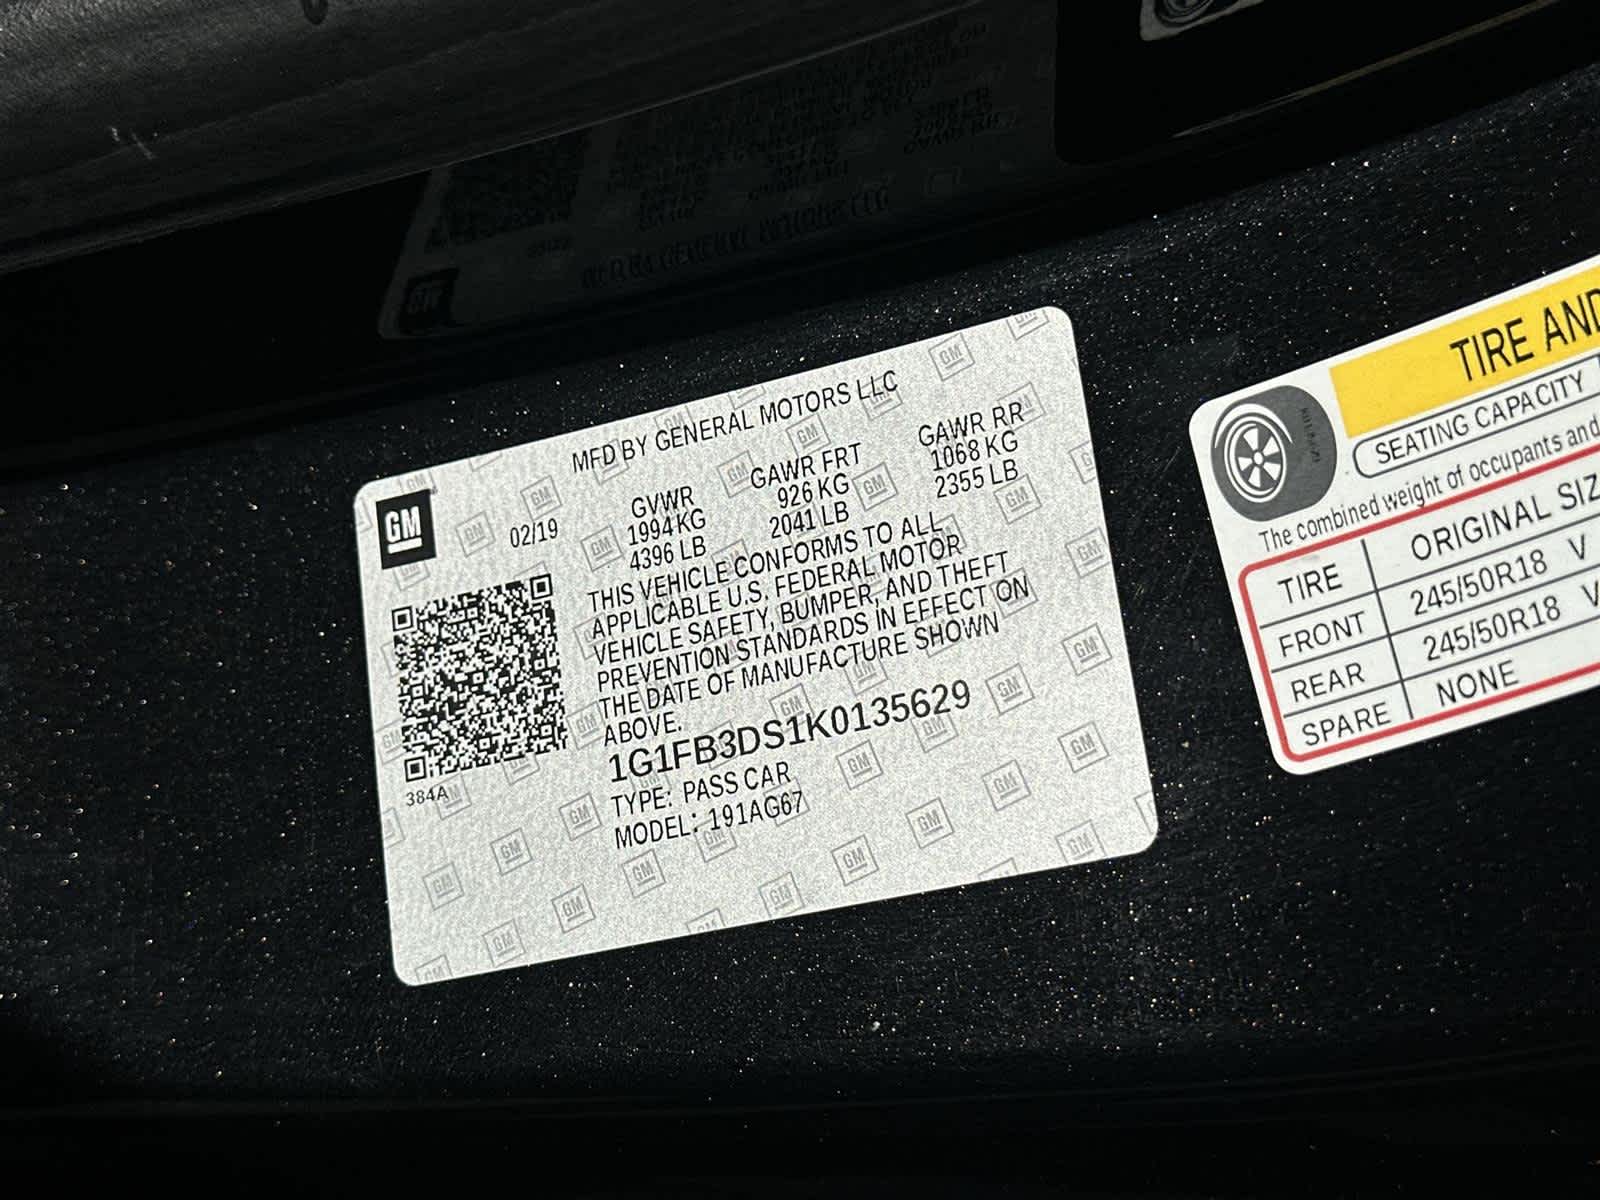 MFD BY GENERAL MOTORS LLC
GM
02/19
GVWR GAWR FRT GAWR RR
1994 KG 926 KG 1068 KG
4396 LB 2041 LB 2355 LB
THIS VEHICLE CONFORMS TO ALL
APPLICABLE U.S. FEDERAL MOTOR
VEHICLE SAFETY, BUMPER, AND THEFT
PREVENTION STANDARDS IN EFFECT ON
THE DATE OF MANUFACTURE SHOWN
ABOVE.
384A
1G1FB3DS1K0135629
TYPE: PASS CAR
MODEL: 191AG67
TIRE AND
SEATING CAPACITY
The combined weight of occupants and
TIRE ORIGINAL SIZ
FRONT 245/50R18 V
REAR 245/50R18 V
SPARE NONE